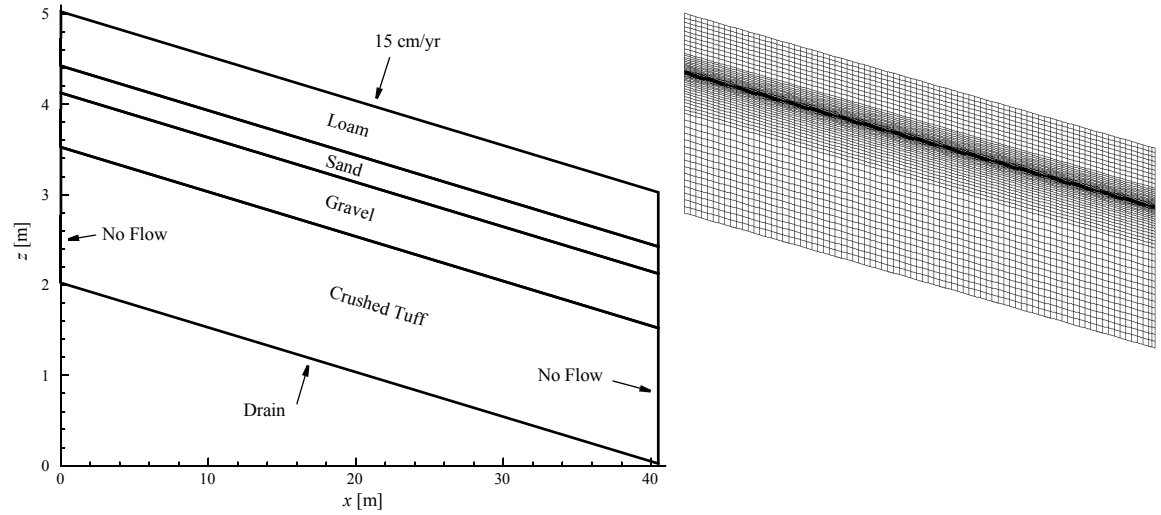 5
15 cm/yr
4
Loam
Sand
3
Gravel
z [m]
No Flow
2
Crushed Tuff
1
No Flow
Drain
0
0
10
20
30
40
x [m]